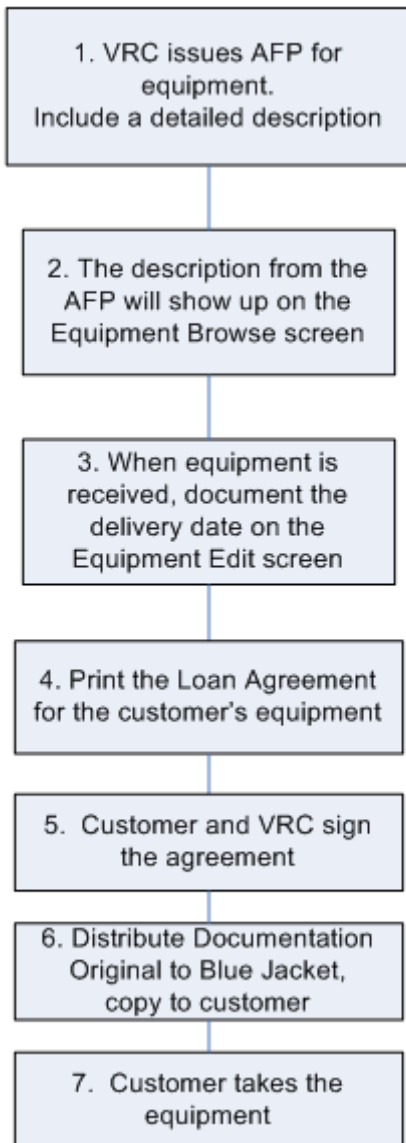 1. VRC issues AFP for
equipment.
Include a detailed description
2. The description from the
AFP will show up on the
Equipment Browse screen
3. When equipment is
received, document the
delivery date on the
Equipment Edit screen
4. Print the Loan Agreement
for the customer's equipment
5. Customer and VRC sign
the agreement
6. Distribute Documentation
Original to Blue Jacket,
copy to customer
7. Customer takes the
equipment